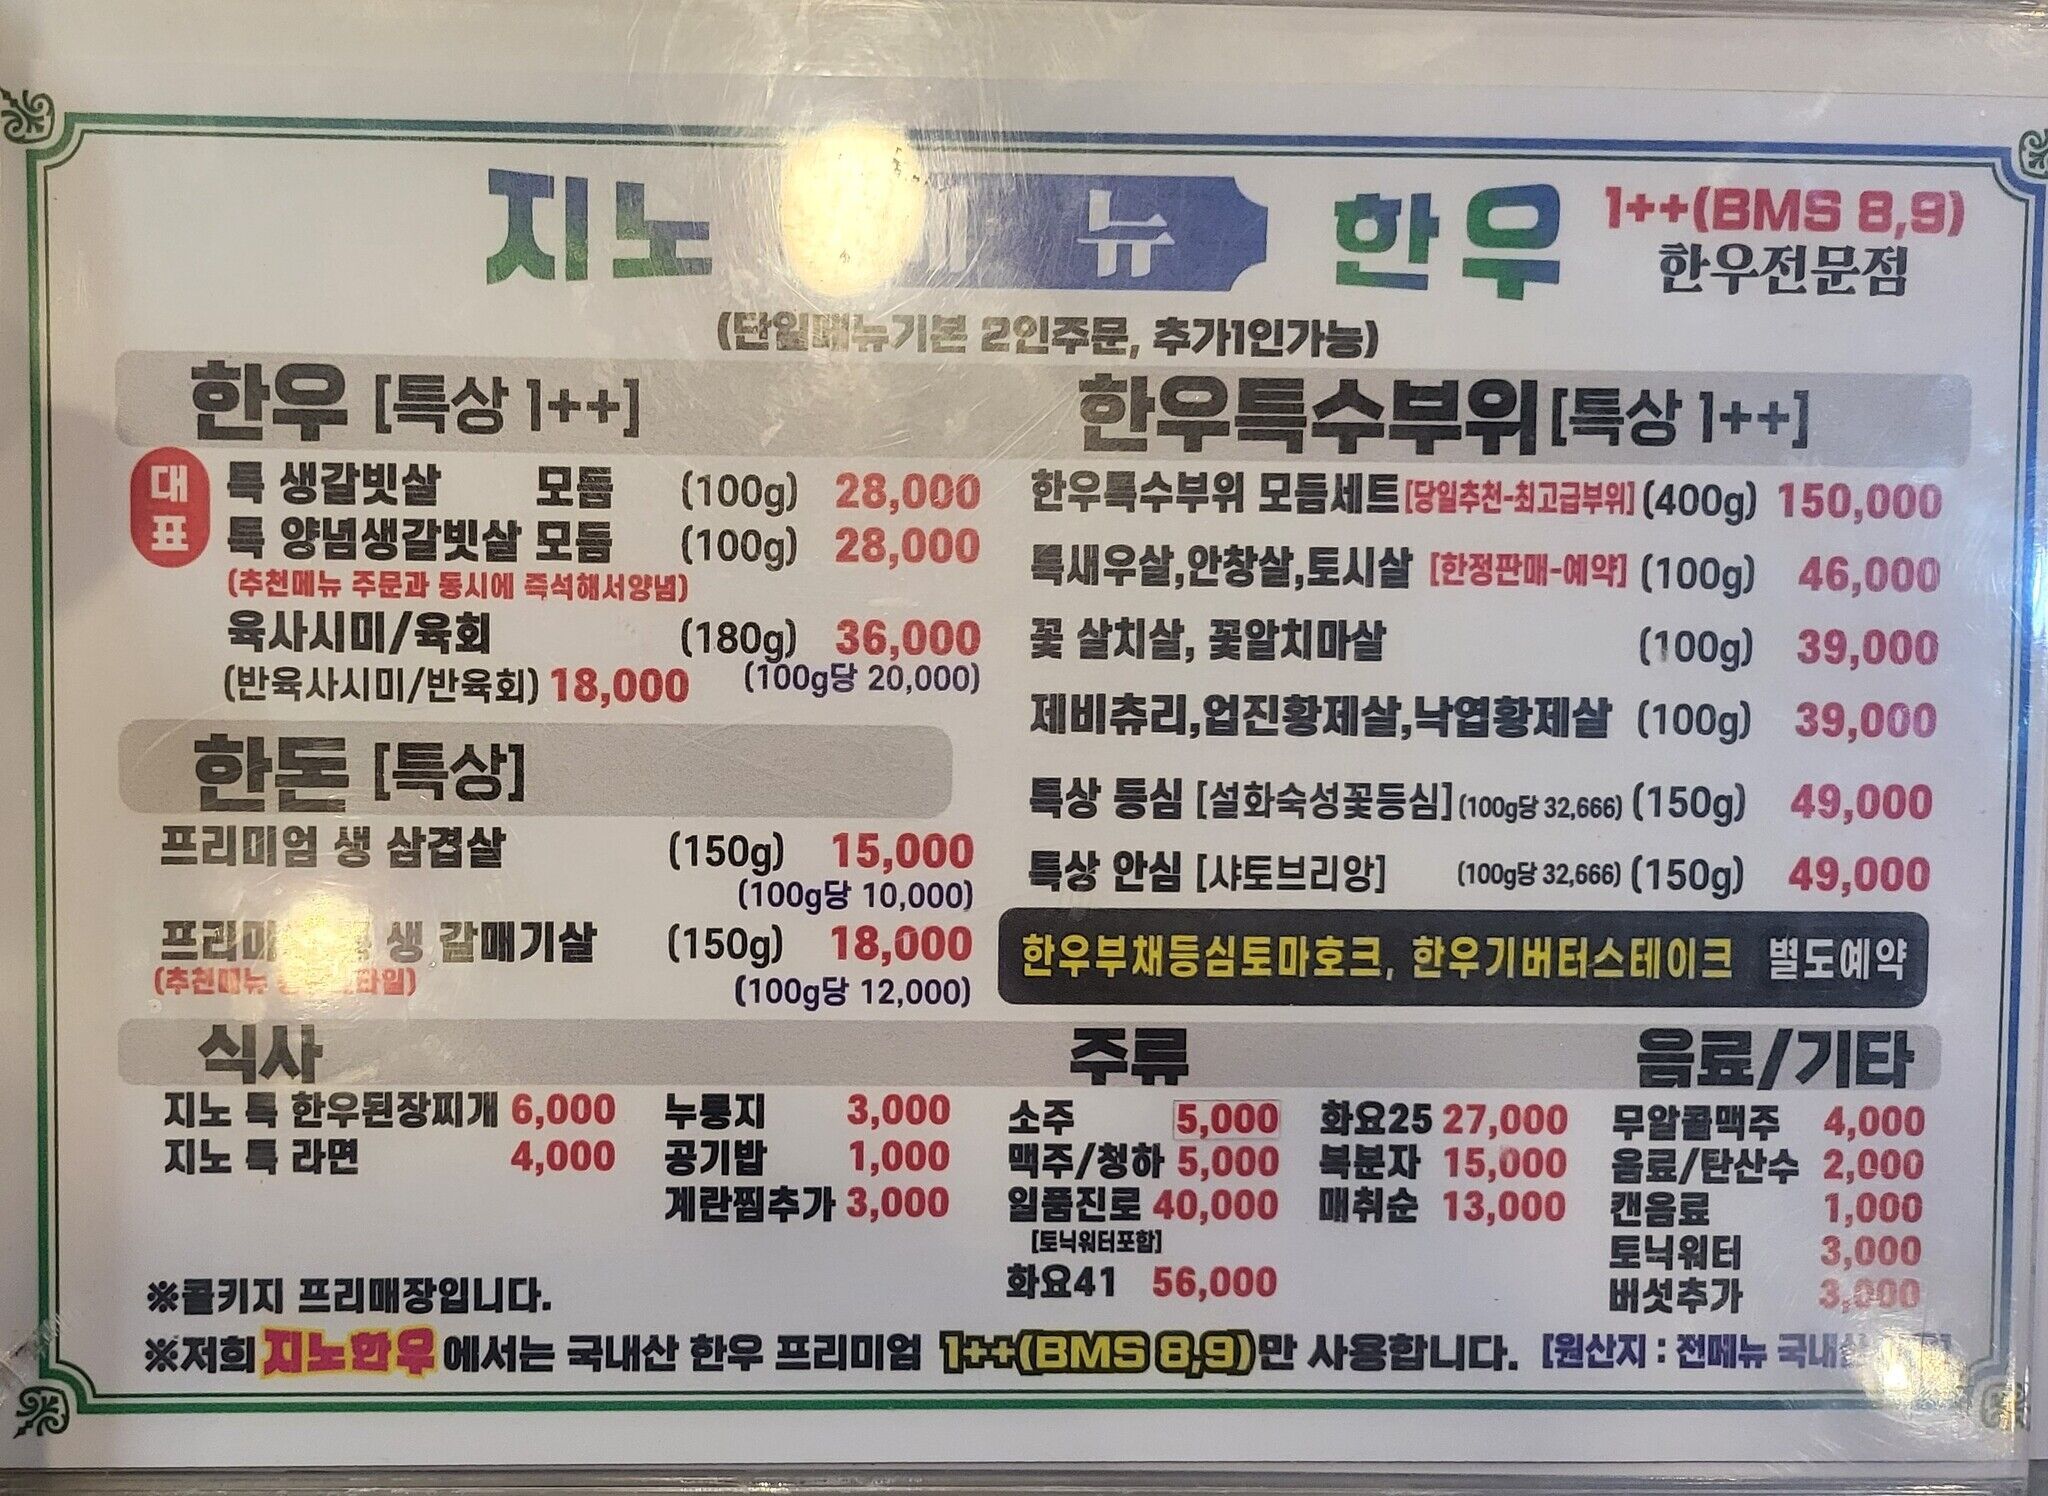 지노 메뉴 한우 1++(BMS 8,9)
한우전문점
(단일메뉴기본 2인주문, 추가1인가능)
한우 [특상 1++]
대표
특 생갈빗살 모듬 (100g) 28,000
특 양념생갈빗살 모듬 (100g) 28,000
(추천메뉴 주문과 동시에 즉석해서양념)
육사시미/육회 (180g) 36,000
(반육사시미/반육회) 18,000 (100g당 20,000)
한돈 [특상]
프리미엄 생 삼겹살 (150g) 15,000
(100g당 10,000)
생 갈매기살 (150g) 18,000
(추천메뉴
(100g당 12,000)
한우특수부위 [특상 1++]
한우특수부위 모듬세트 [당일추천-최고급부위] (400g) 150,000
특새우살,안창살,토시살 [한정판매-예약] (100g) 46,000
꽃 살치살, 꽃알치마살 (100g) 39,000
제비츄리,업진황제살,낙엽황제살 (100g) 39,000
특상 등심 [설화숙성꽃등심] (100g당 32,666) (150g) 49,000
특상 안심 [샤토브리앙] (100g당 32,666) (150g) 49,000
한우부채등심토마호크, 한우기버터스테이크 별도예약
식사
지노 특 한우된장찌개 6,000
지노 특 라면 4,000
누룽지 3,000
공기밥 1,000
계란찜추가 3,000
주류
소주 5,000
맥주/청하 5,000
일품진로 40,000
[토닉워터포함]
화요41 56,000
화요25 27,000
복분자 15,000
매취순 13,000
음료/기타
무알콜맥주 4,000
음료/탄산수 2,000
캔음료 1,000
토닉워터 3,000
버섯추가 3,000
※콜키지 프리매장입니다.
※저희 지노한우 에서는 국내산 한우 프리미엄 1++(BMS 8,9)만 사용합니다. [원산지 : 전메뉴